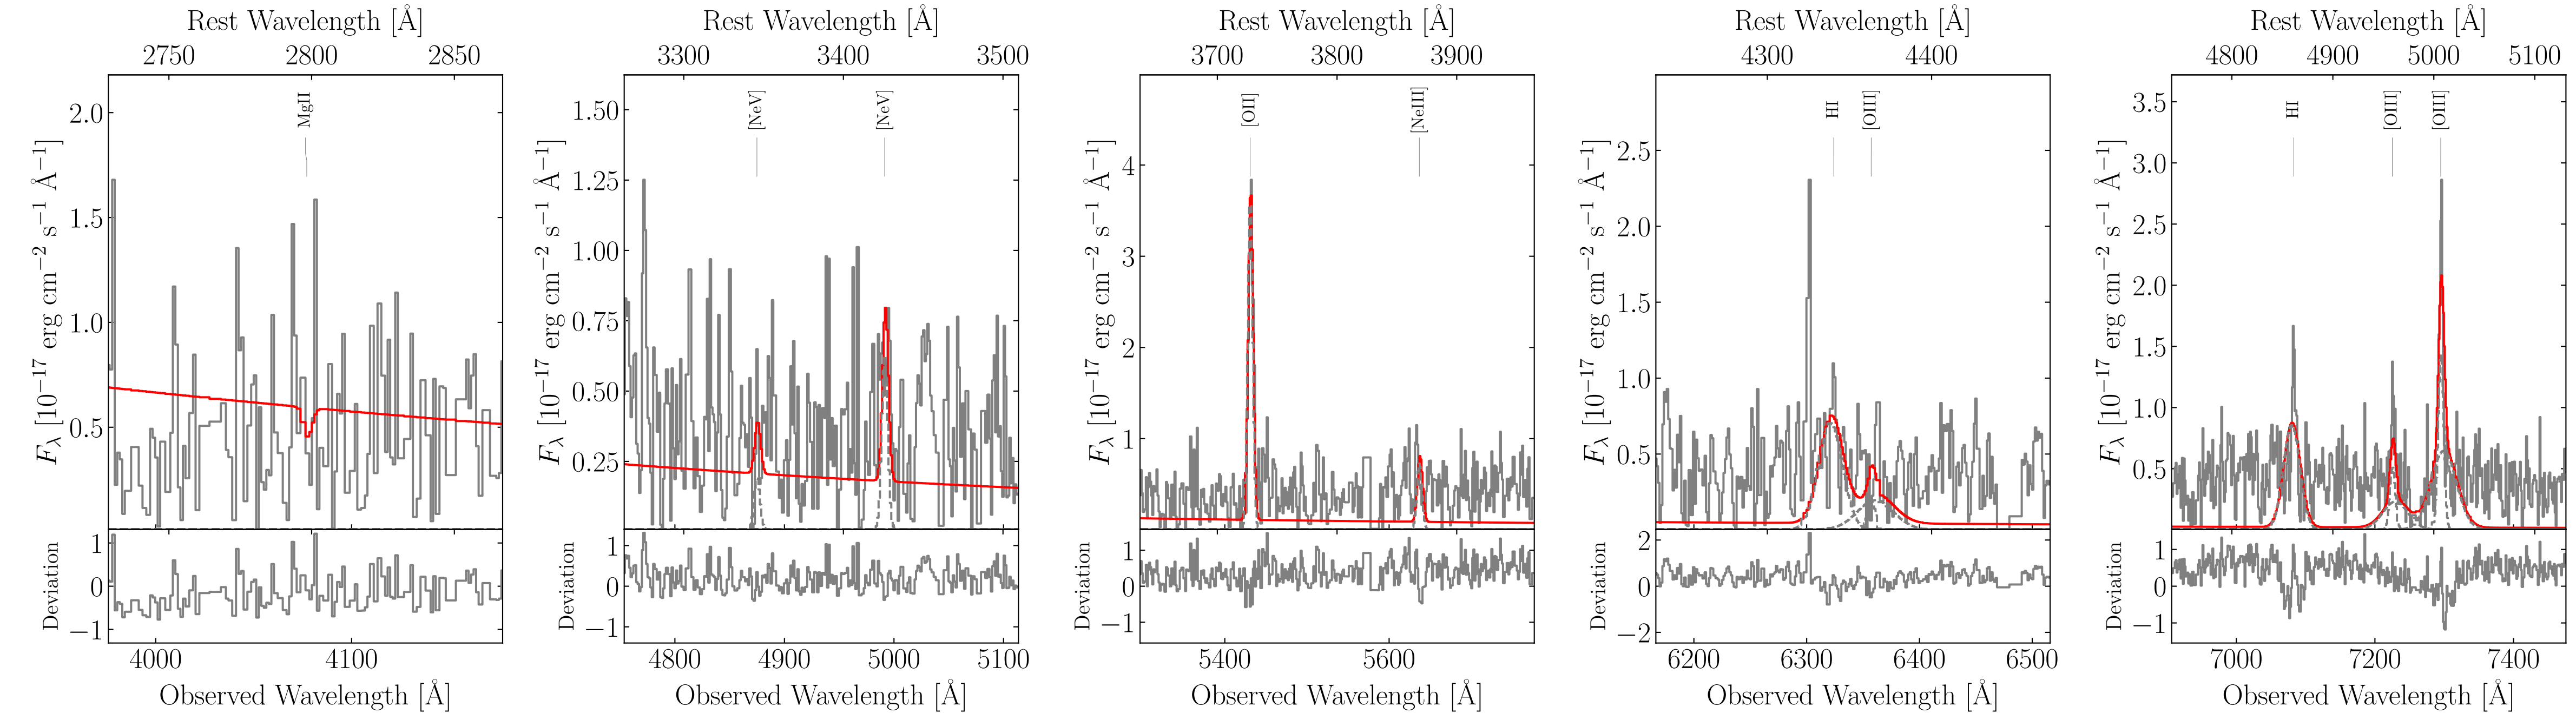 Rest Wavelength [Å]
2750 2800 2850
MgII
F_λ [10⁻¹⁷ erg cm⁻² s⁻¹ Å⁻¹]
2.0
1.5
1.0
0.5
Deviation
1
0
−1
4000 4100
Observed Wavelength [Å]
Rest Wavelength [Å]
3300 3400 3500
[NeV] [NeV]
F_λ [10⁻¹⁷ erg cm⁻² s⁻¹ Å⁻¹]
1.50
1.25
1.00
0.75
0.50
0.25
Deviation
1
0
−1
4800 4900 5000 5100
Observed Wavelength [Å]
Rest Wavelength [Å]
3700 3800 3900
[OII] [NeIII]
F_λ [10⁻¹⁷ erg cm⁻² s⁻¹ Å⁻¹]
4
3
2
1
Deviation
1
0
−1
5400 5600
Observed Wavelength [Å]
Rest Wavelength [Å]
4300 4400
HI [OIII]
F_λ [10⁻¹⁷ erg cm⁻² s⁻¹ Å⁻¹]
2.5
2.0
1.5
1.0
0.5
Deviation
2
0
−2
6200 6300 6400 6500
Observed Wavelength [Å]
Rest Wavelength [Å]
4800 4900 5000 5100
HI [OIII] [OIII]
F_λ [10⁻¹⁷ erg cm⁻² s⁻¹ Å⁻¹]
3.5
3.0
2.5
2.0
1.5
1.0
0.5
Deviation
1
0
−1
7000 7200 7400
Observed Wavelength [Å]